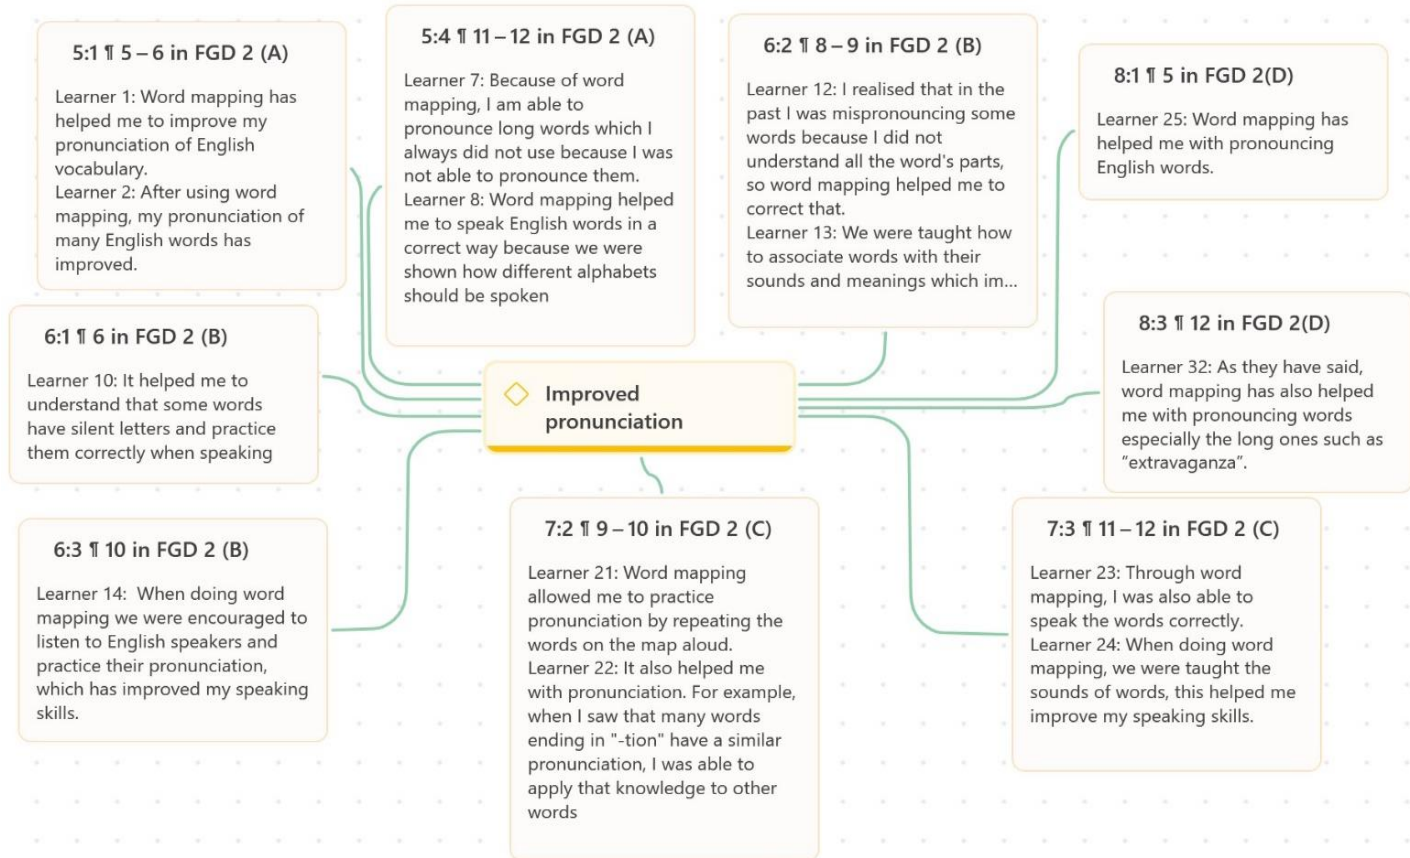 5:1 ¶ 5 – 6 in FGD 2 (A)
Learner 1: Word mapping has
helped me to improve my
pronunciation of English
vocabulary.
Learner 2: After using word
mapping, my pronunciation of
many English words has
improved.
5:4 ¶ 11 – 12 in FGD 2 (A)
Learner 7: Because of word
mapping, I am able to
pronounce long words which I
always did not use because I was
not able to pronounce them.
Learner 8: Word mapping helped
me to speak English words in a
correct way because we were
shown how different alphabets
should be spoken
6:2 ¶ 8 – 9 in FGD 2 (B)
Learner 12: I realised that in the
past I was mispronouncing some
words because I did not
understand all the word's parts,
so word mapping helped me to
correct that.
Learner 13: We were taught how
to associate words with their
sounds and meanings which im...
8:1 ¶ 5 in FGD 2(D)
Learner 25: Word mapping has
helped me with pronouncing
English words.
6:1 ¶ 6 in FGD 2 (B)
Learner 10: It helped me to
understand that some words
have silent letters and practice
them correctly when speaking
Improved
pronunciation
8:3 ¶ 12 in FGD 2(D)
Learner 32: As they have said,
word mapping has also helped
me with pronouncing words
especially the long ones such as
“extravaganza”.
6:3 ¶ 10 in FGD 2 (B)
Learner 14:  When doing word
mapping we were encouraged to
listen to English speakers and
practice their pronunciation,
which has improved my speaking
skills.
7:2 ¶ 9 – 10 in FGD 2 (C)
Learner 21: Word mapping
allowed me to practice
pronunciation by repeating the
words on the map aloud.
Learner 22: It also helped me
with pronunciation. For example,
when I saw that many words
ending in "-tion" have a similar
pronunciation, I was able to
apply that knowledge to other
words
7:3 ¶ 11 – 12 in FGD 2 (C)
Learner 23: Through word
mapping, I was also able to
speak the words correctly.
Learner 24: When doing word
mapping, we were taught the
sounds of words, this helped me
improve my speaking skills.